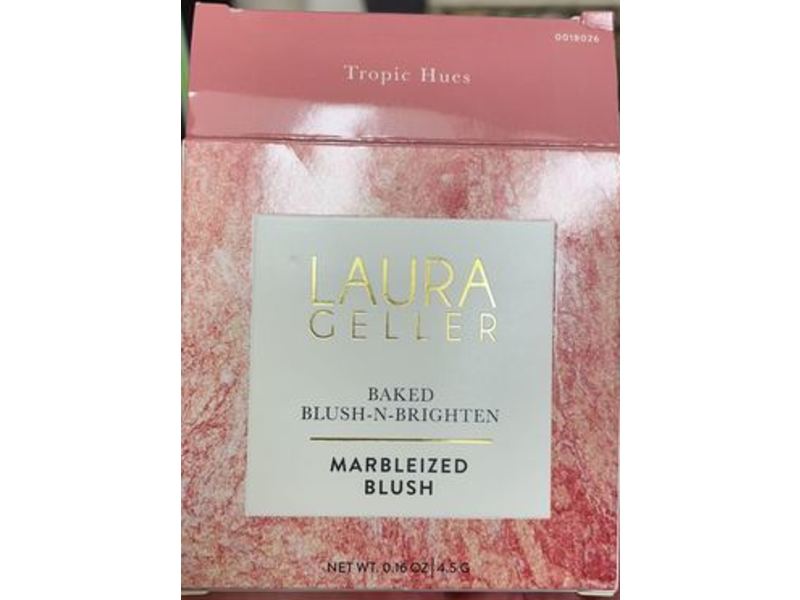 0018026
Tropic Hues
LAURA
GELLER
BAKED
BLUSH-N-BRIGHTEN
MARBLEIZED
BLUSH
NET WT. 0.16 OZ|4.5 G